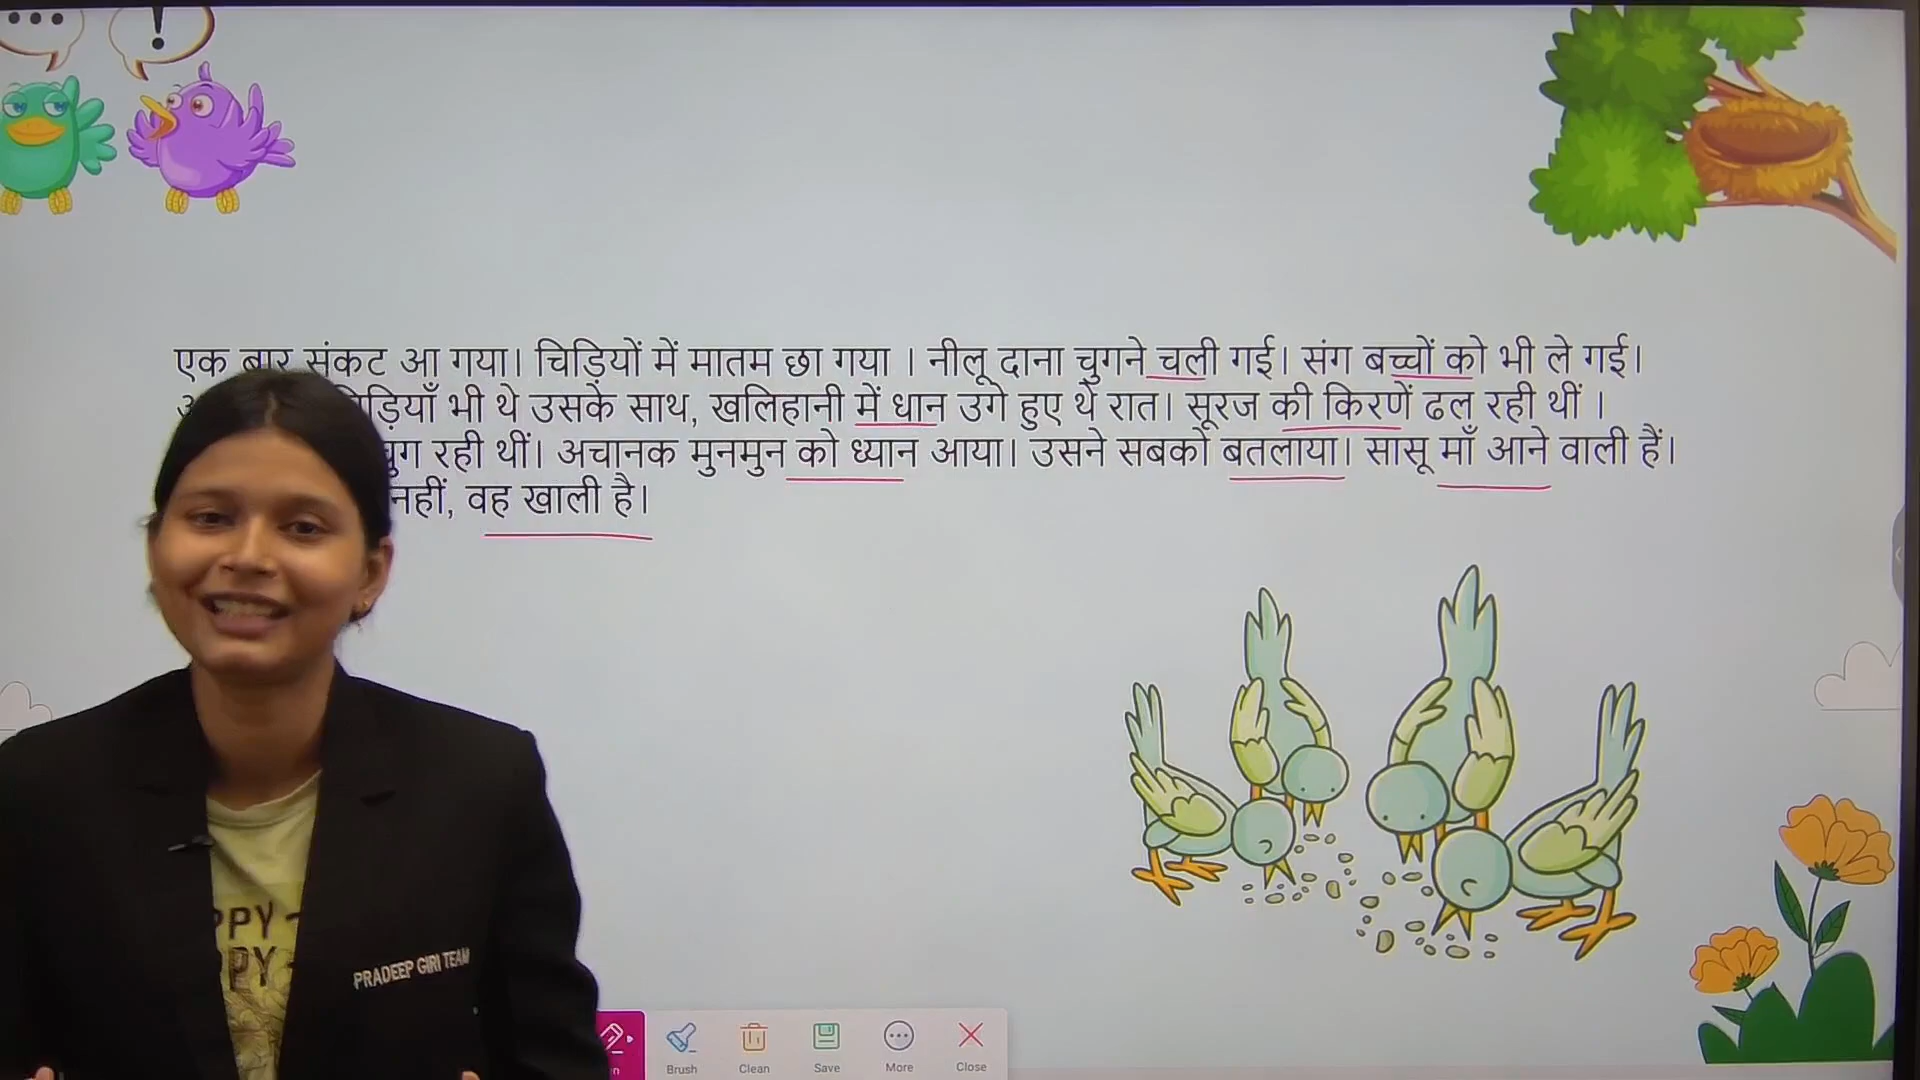 एक बार संकट आ गया। चिड़ियों में मातम छा गया । नीलू दाना चुगने चली गई। संग बच्चों को भी ले गई।
भी थे उसके साथ, खलिहानी में धान उगे हुए थे रात। सूरज की किरणें ढल रही थीं ।
रही थीं। अचानक मुनमुन को ध्यान आया। उसने सबको बतलाया। सासू माँ आने वाली हैं।
नहीं, वह खाली है।
PRADEEP GIRI TEAM
Brush Clean Save More Close